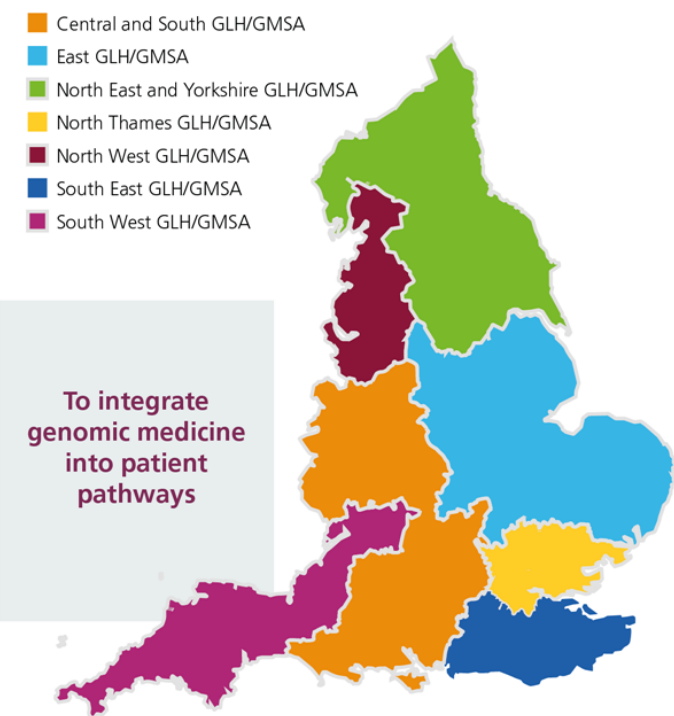 Central and South GLH/GMSA
East GLH/GMSA
North East and Yorkshire GLH/GMSA
North Thames GLH/GMSA
North West GLH/GMSA
South East GLH/GMSA
South West GLH/GMSA
To integrate
genomic medicine
into patient
pathways